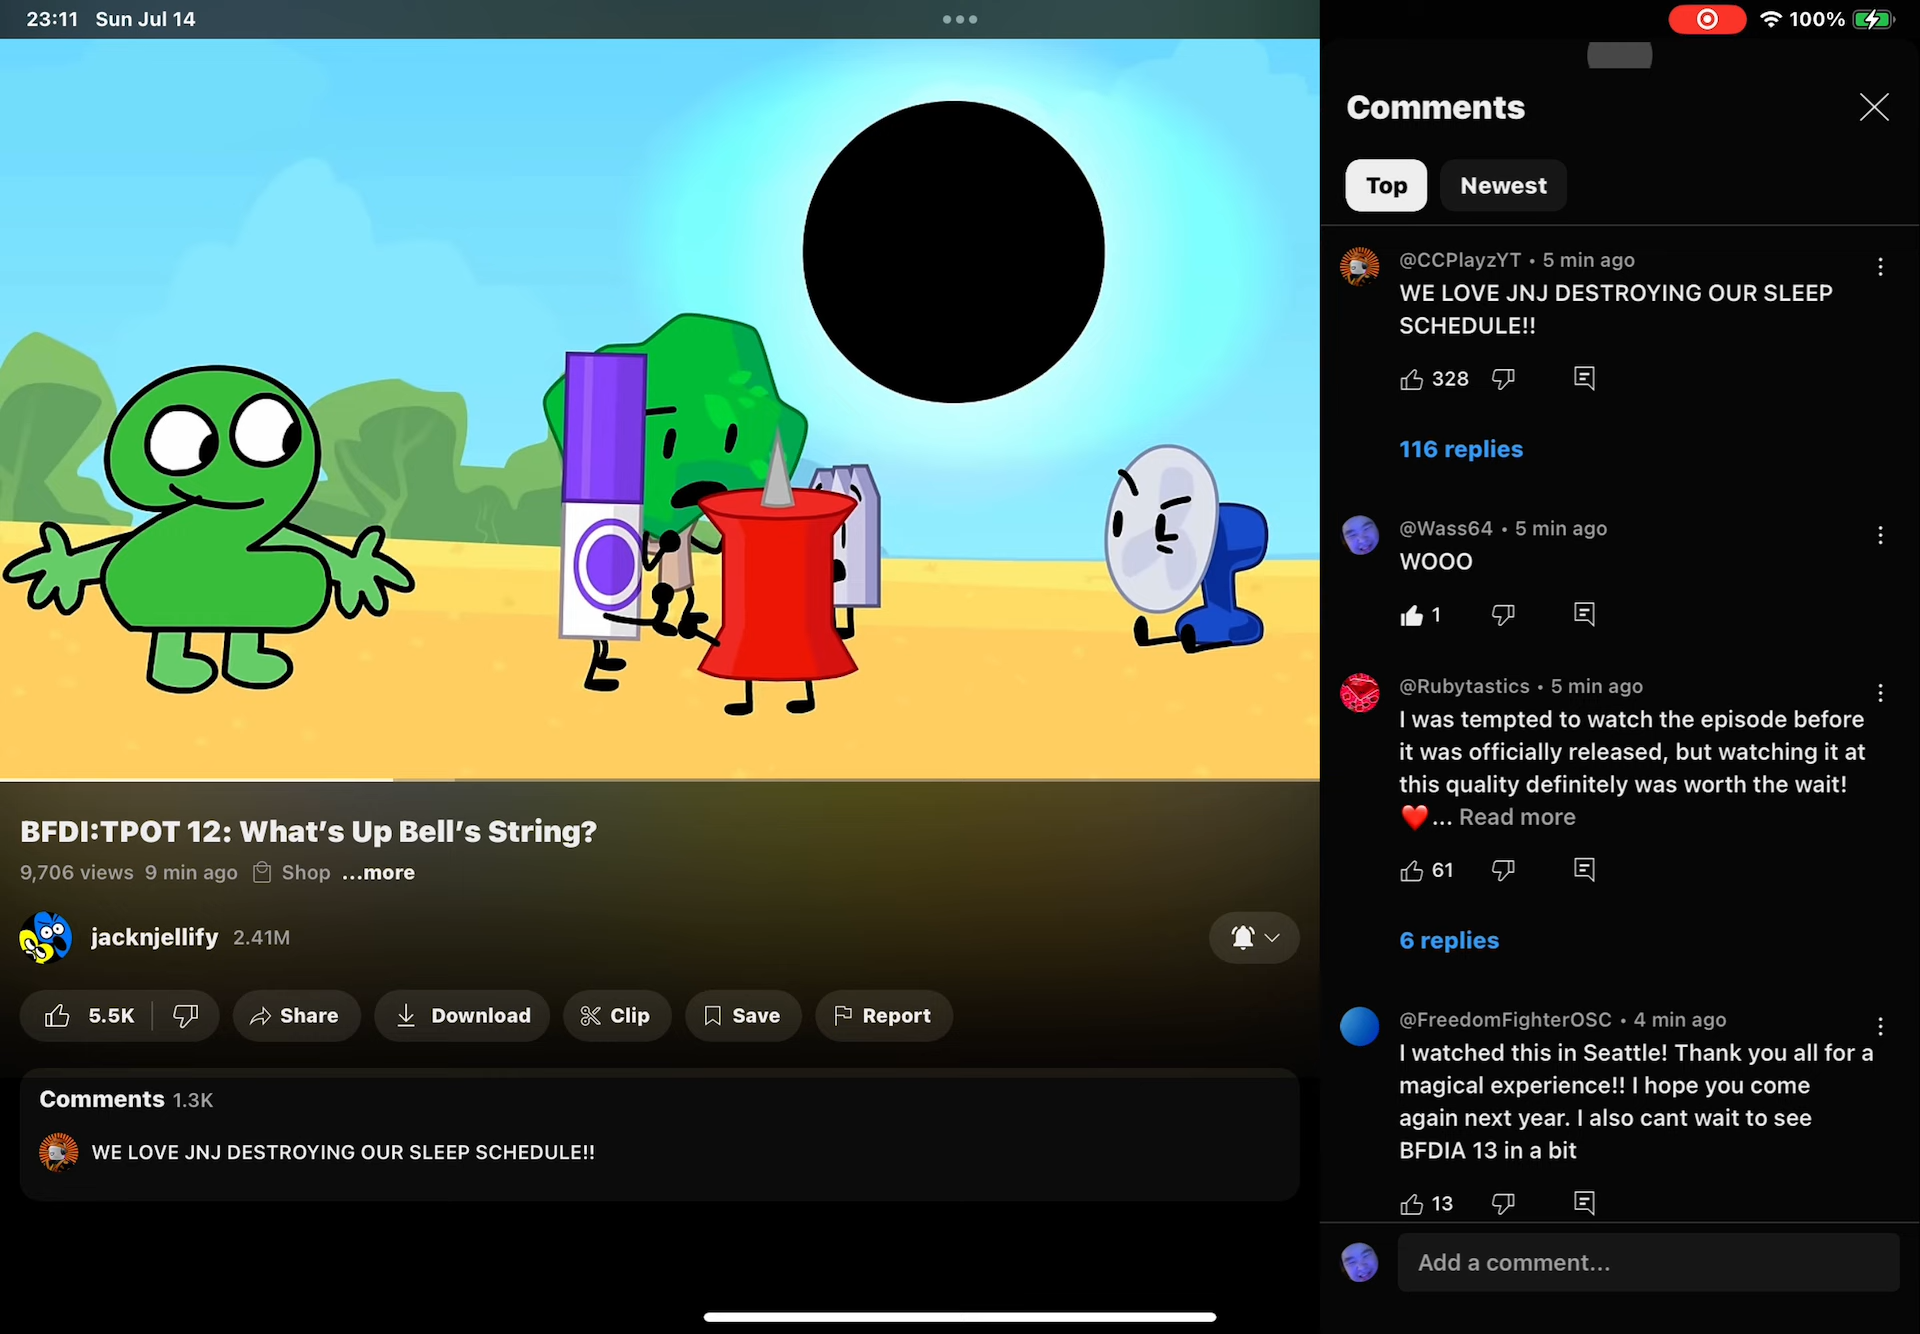 23:11 Sun Jul 14
100%
BFDI:TPOT 12: What's Up Bell's String?
9,706 views 9 min ago Shop ...more
jacknjellify 2.41M
5.5K Share Download Clip Save Report
Comments 1.3K
WE LOVE JNJ DESTROYING OUR SLEEP SCHEDULE!!
Comments
Top Newest
@CCPlayzYT • 5 min ago
WE LOVE JNJ DESTROYING OUR SLEEP
SCHEDULE!!
328
116 replies
@Wass64 • 5 min ago
WOOO
1
@Rubytastics • 5 min ago
I was tempted to watch the episode before
it was officially released, but watching it at
this quality definitely was worth the wait!
❤️... Read more
61
6 replies
@FreedomFighterOSC • 4 min ago
I watched this in Seattle! Thank you all for a
magical experience!! I hope you come
again next year. I also cant wait to see
BFDIA 13 in a bit
13
Add a comment...